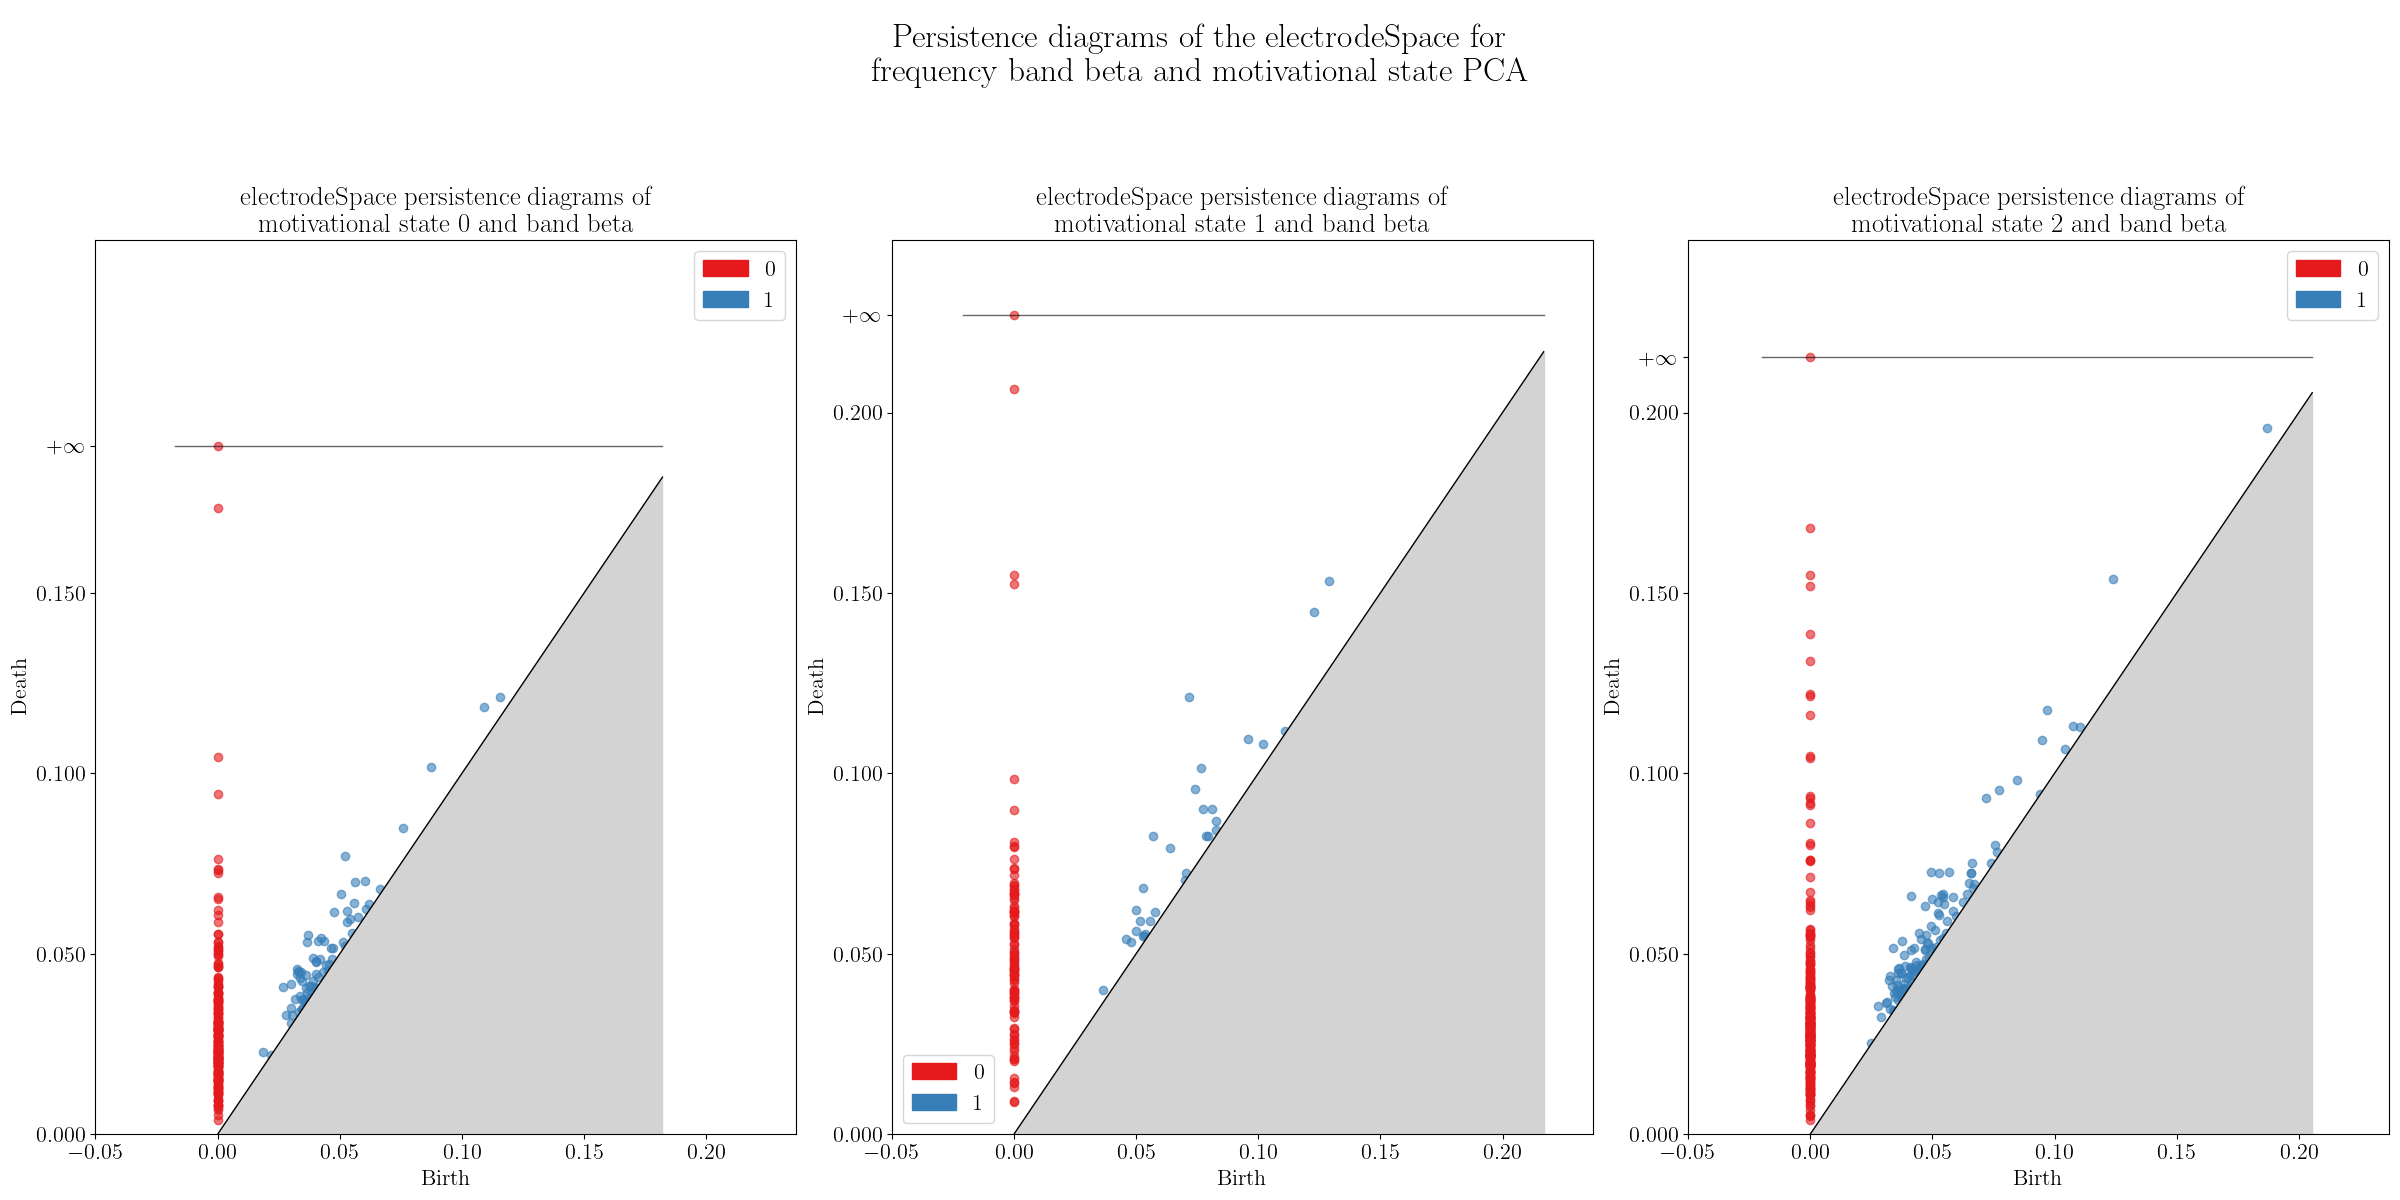 Persistence diagrams of the electrodeSpace for
frequency band beta and motivational state PCA
electrodeSpace persistence diagrams of
motivational state 0 and band beta
0
1
+∞
0.150
0.100
0.050
0.000
Death
−0.05 0.00 0.05 0.10 0.15 0.20
Birth
electrodeSpace persistence diagrams of
motivational state 1 and band beta
+∞
0.200
0.150
0.100
0.050
0.000
Death
0
1
−0.05 0.00 0.05 0.10 0.15 0.20
Birth
electrodeSpace persistence diagrams of
motivational state 2 and band beta
0
1
+∞
0.200
0.150
0.100
0.050
0.000
Death
−0.05 0.00 0.05 0.10 0.15 0.20
Birth